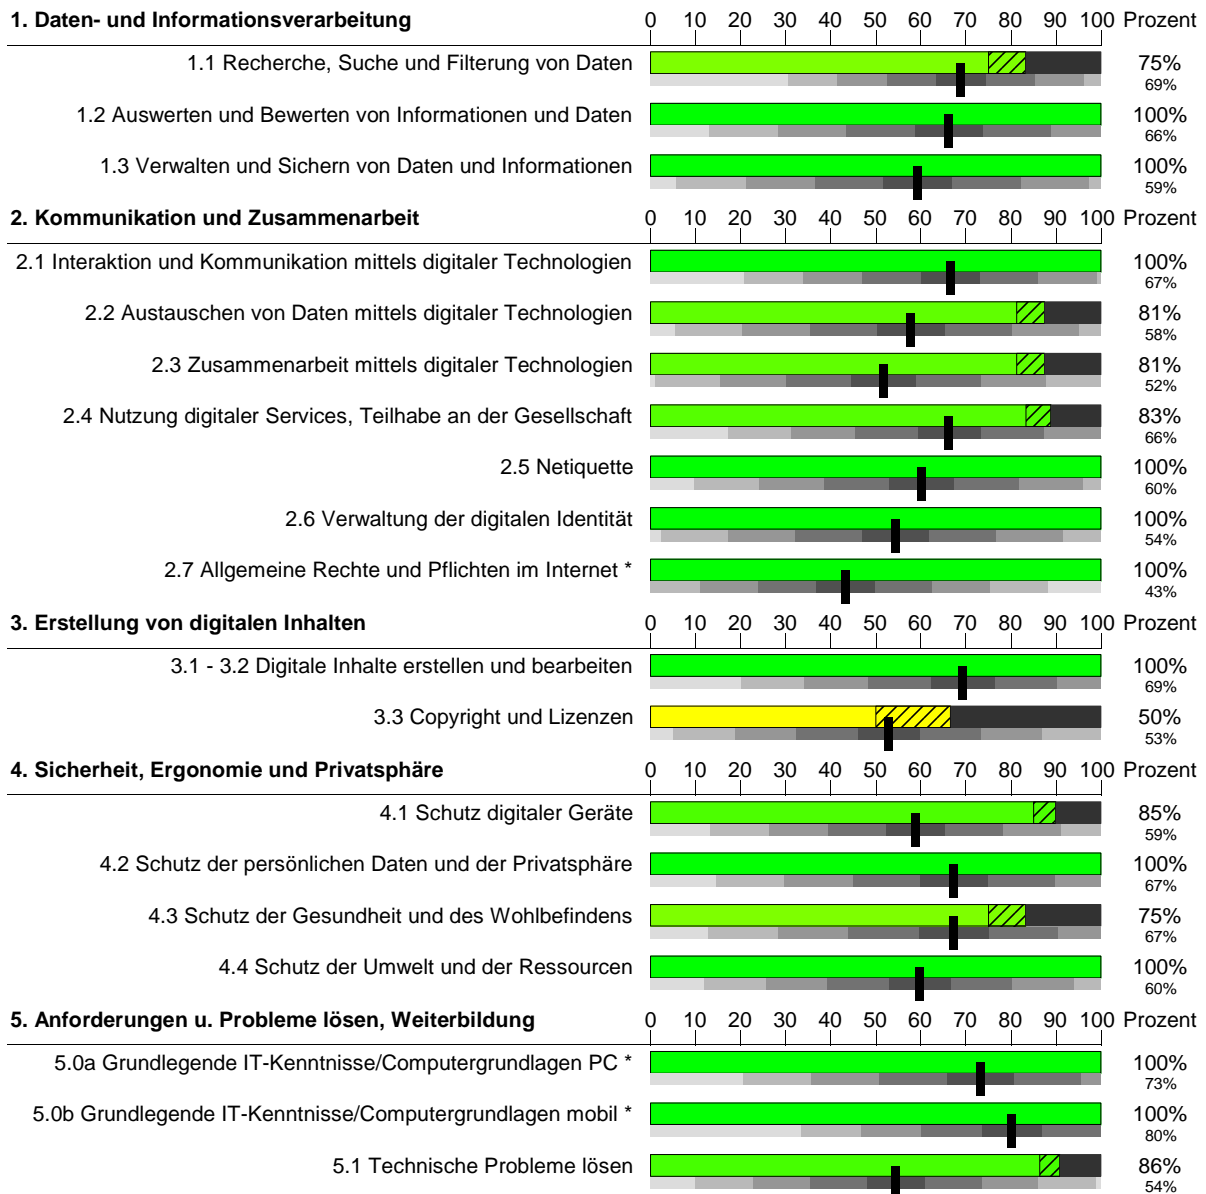 1. Daten- und Informationsverarbeitung 0 10 20 30 40 50 60 70 80 90 100 Prozent
1.1 Recherche, Suche und Filterung von Daten 75%
69%
1.2 Auswerten und Bewerten von Informationen und Daten 100%
66%
1.3 Verwalten und Sichern von Daten und Informationen 100%
59%
2. Kommunikation und Zusammenarbeit 0 10 20 30 40 50 60 70 80 90 100 Prozent
2.1 Interaktion und Kommunikation mittels digitaler Technologien 100%
67%
2.2 Austauschen von Daten mittels digitaler Technologien 81%
58%
2.3 Zusammenarbeit mittels digitaler Technologien 81%
52%
2.4 Nutzung digitaler Services, Teilhabe an der Gesellschaft 83%
66%
2.5 Netiquette 100%
60%
2.6 Verwaltung der digitalen Identität 100%
54%
2.7 Allgemeine Rechte und Pflichten im Internet * 100%
43%
3. Erstellung von digitalen Inhalten 0 10 20 30 40 50 60 70 80 90 100 Prozent
3.1 - 3.2 Digitale Inhalte erstellen und bearbeiten 100%
69%
3.3 Copyright und Lizenzen 50%
53%
4. Sicherheit, Ergonomie und Privatsphäre 0 10 20 30 40 50 60 70 80 90 100 Prozent
4.1 Schutz digitaler Geräte 85%
59%
4.2 Schutz der persönlichen Daten und der Privatsphäre 100%
67%
4.3 Schutz der Gesundheit und des Wohlbefindens 75%
67%
4.4 Schutz der Umwelt und der Ressourcen 100%
60%
5. Anforderungen u. Probleme lösen, Weiterbildung 0 10 20 30 40 50 60 70 80 90 100 Prozent
5.0a Grundlegende IT-Kenntnisse/Computergrundlagen PC * 100%
73%
5.0b Grundlegende IT-Kenntnisse/Computergrundlagen mobil * 100%
80%
5.1 Technische Probleme lösen 86%
54%